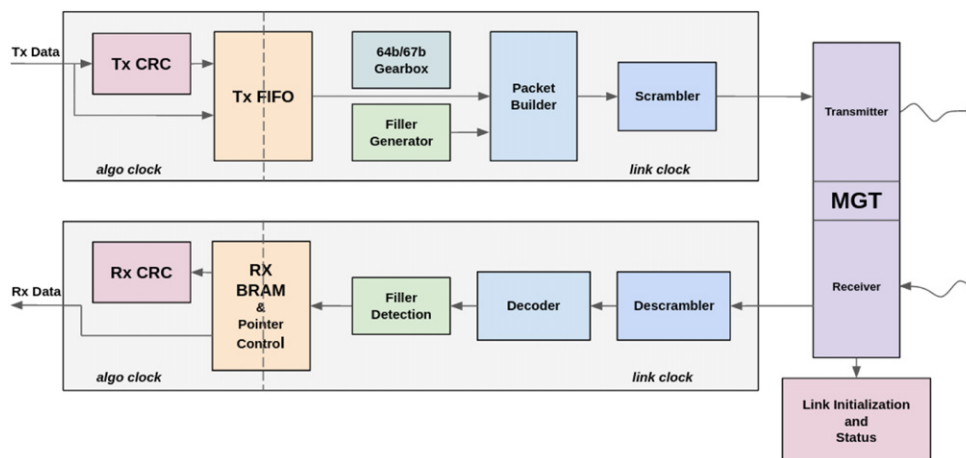 Tx Data
Tx CRC
Tx FIFO
64b/67b
Gearbox
Filler
Generator
Packet
Builder
Scrambler
algo clock
link clock
Transmitter
MGT
Receiver
Rx Data
Rx CRC
RX
BRAM
&
Pointer
Control
Filler
Detection
Decoder
Descrambler
algo clock
link clock
Link Initialization
and
Status